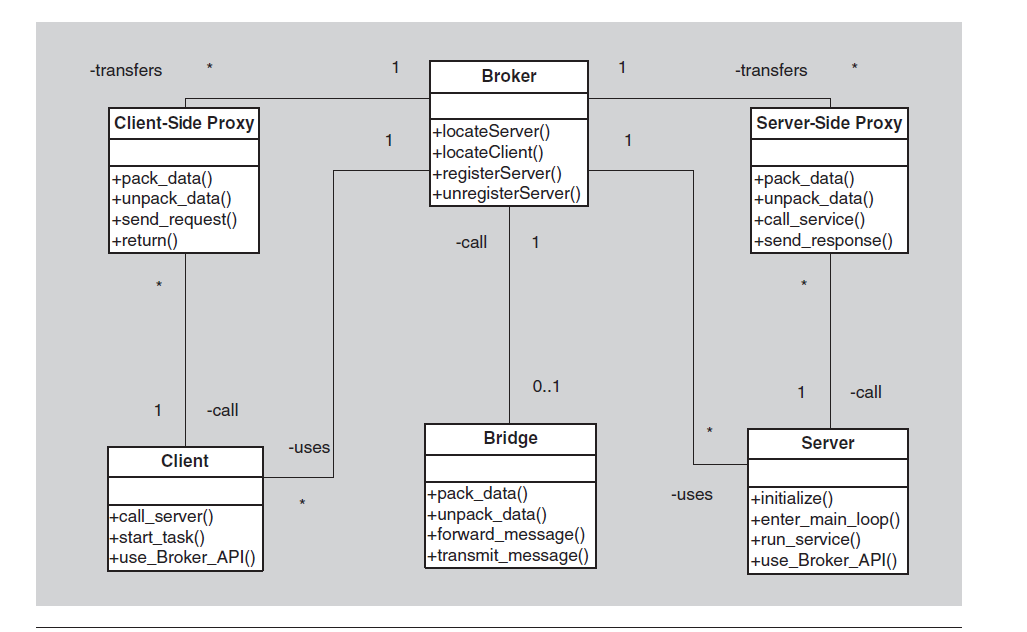 -transfers * 1 Broker 1 -transfers *
Client-Side Proxy
+pack_data()
+unpack_data()
+send_request()
+return()
1
+locateServer()
+locateClient()
+registerServer()
+unregisterServer()
1
Server-Side Proxy
+pack_data()
+unpack_data()
+call_service()
+send_response()
-call 1
*
*
0..1
1 -call
1 -call
-uses
*
*
-uses
Client
+call_server()
+start_task()
+use_Broker_API()
Bridge
+pack_data()
+unpack_data()
+forward_message()
+transmit_message()
Server
+initialize()
+enter_main_loop()
+run_service()
+use_Broker_API()